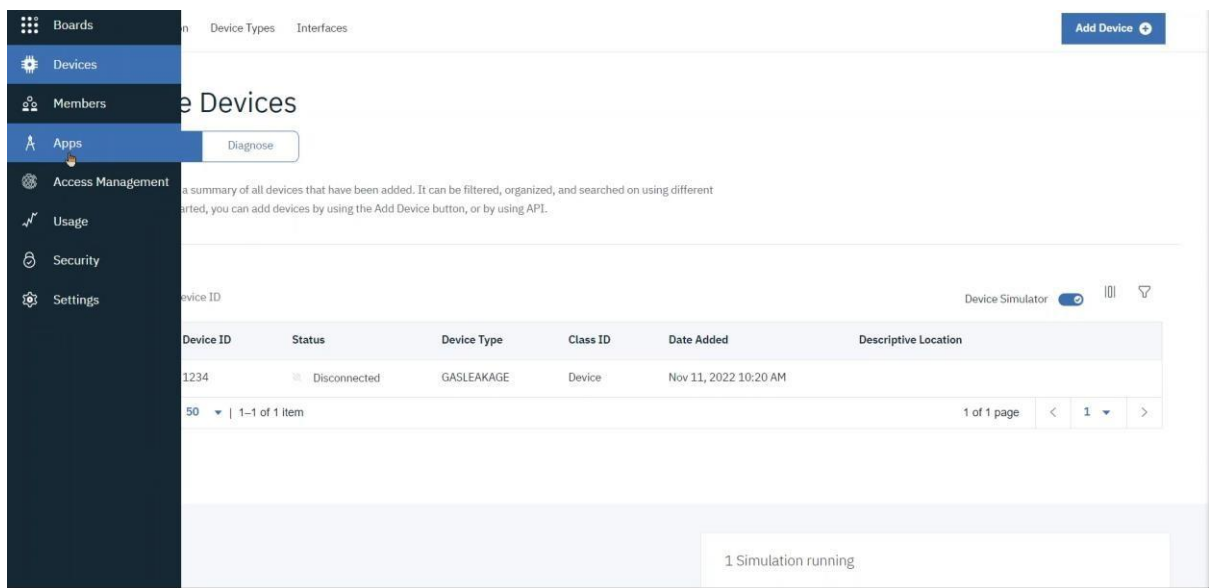 Boards
Devices
Members
Apps
Access Management
Usage
Security
Settings
n Device Types Interfaces
Add Device
e Devices
Diagnose
a summary of all devices that have been added. It can be filtered, organized, and searched on using different
arted, you can add devices by using the Add Device button, or by using API.
evice ID
Device Simulator
Device ID Status Device Type Class ID Date Added Descriptive Location
1234 Disconnected GASLEAKAGE Device Nov 11, 2022 10:20 AM
50 | 1–1 of 1 item 1 of 1 page < 1 >
1 Simulation running